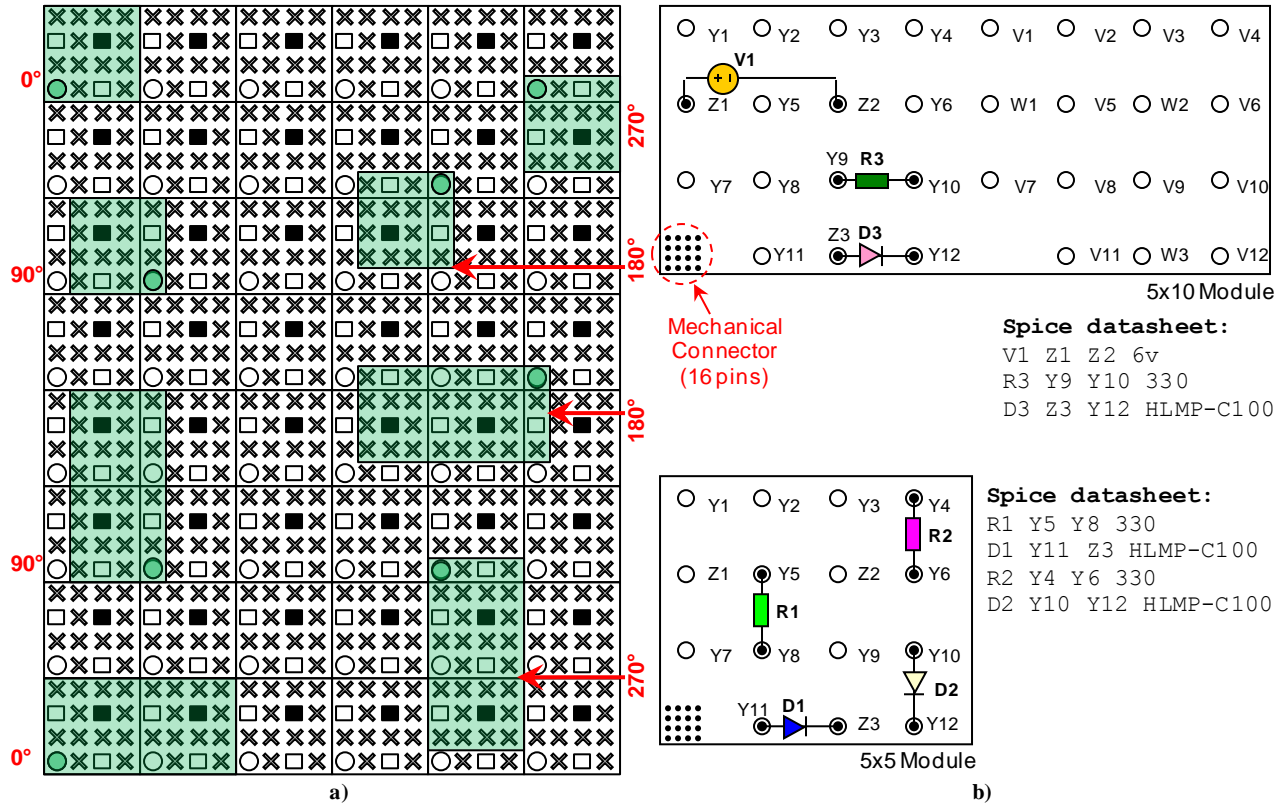 0°
270°
90°
180°
180°
90°
270°
0°
a)
Y1 Y2 Y3 Y4 V1 V2 V3 V4
V1
Z1 Y5 Z2 Y6 W1 V5 W2 V6
Y9 R3
Y7 Y8 Y10 V7 V8 V9 V10
Z3 D3
Y11 Y12 V11 W3 V12
5x10 Module
Mechanical
Connector
(16 pins)
Spice datasheet:
V1 Z1 Z2 6v
R3 Y9 Y10 330
D3 Z3 Y12 HLMP-C100
Y1 Y2 Y3 Y4
R2
Z1 Y5 Z2 Y6
R1
Y7 Y8 Y9 Y10
D2
Y11 D1 Z3 Y12
5x5 Module
Spice datasheet:
R1 Y5 Y8 330
D1 Y11 Z3 HLMP-C100
R2 Y4 Y6 330
D2 Y10 Y12 HLMP-C100
b)